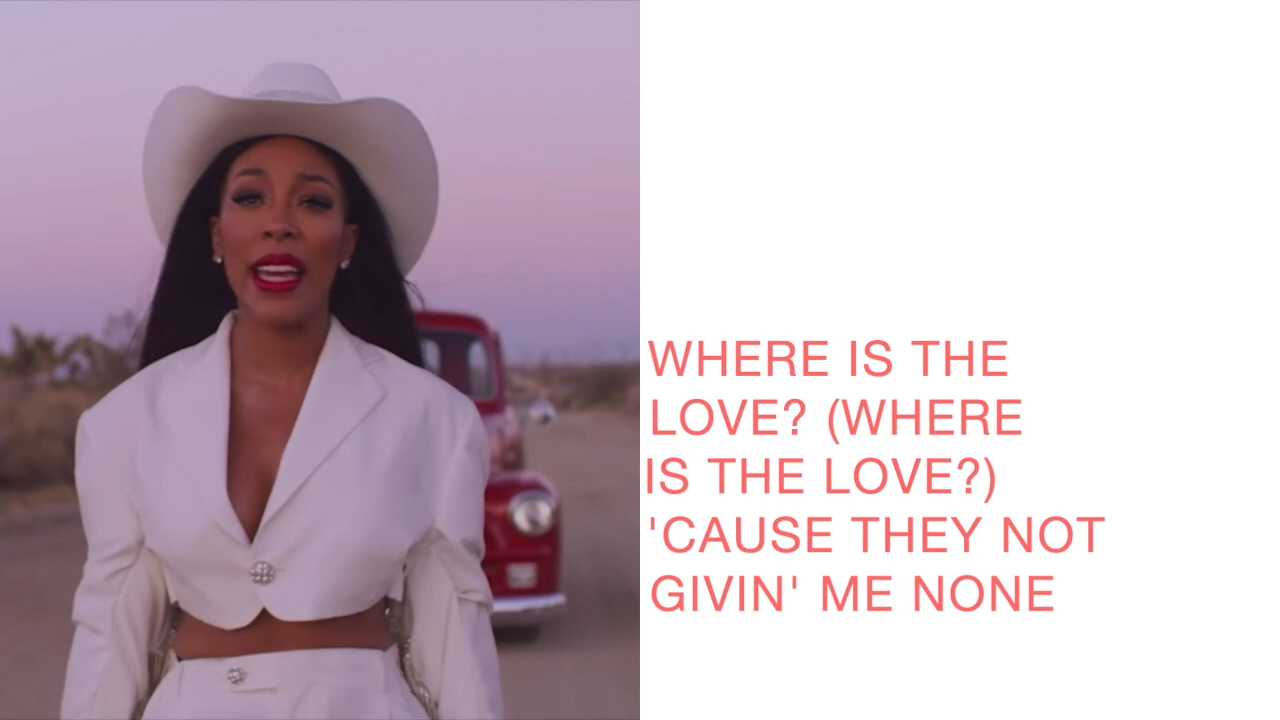 WHERE IS THE
LOVE? (WHERE
IS THE LOVE?)
'CAUSE THEY NOT
GIVIN' ME NONE